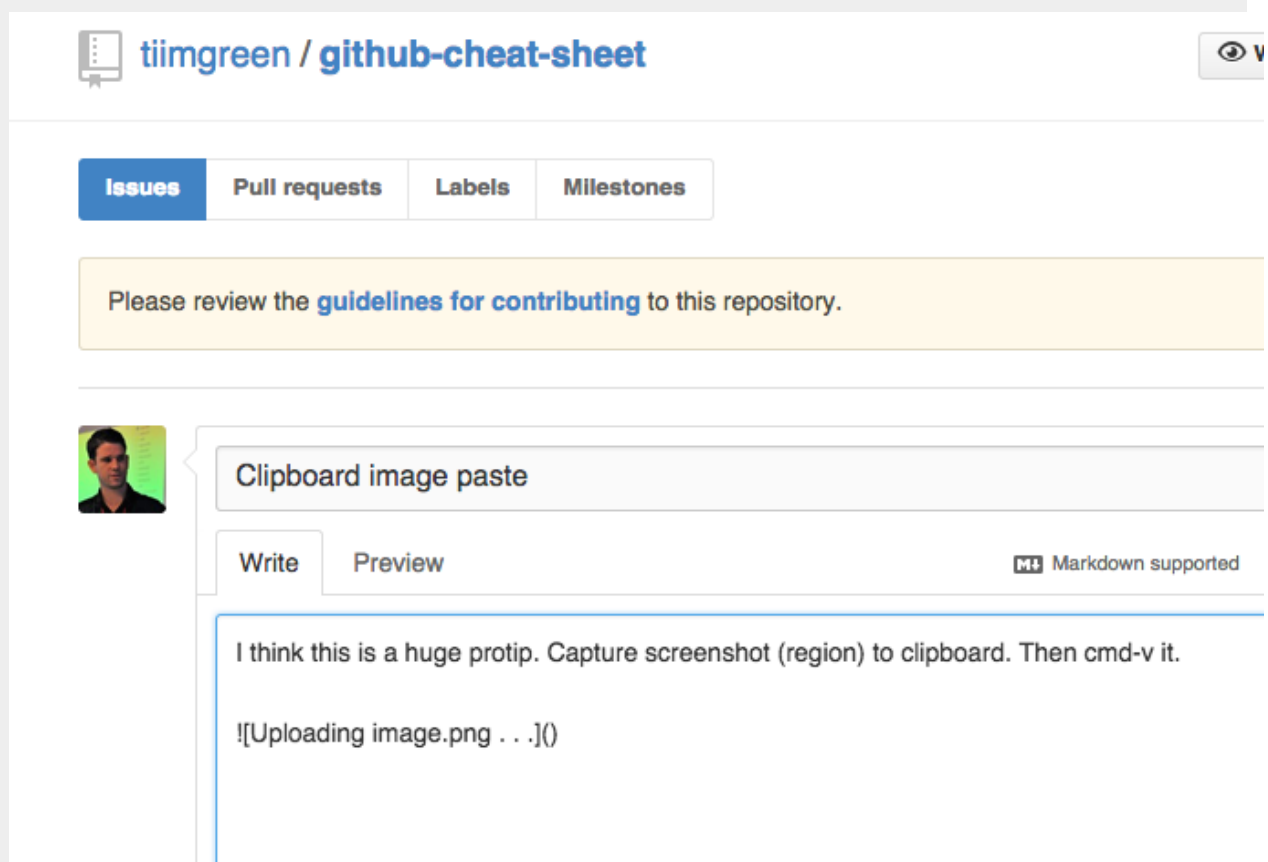 tiimgreen / github-cheat-sheet
Issues Pull requests Labels Milestones
Please review the guidelines for contributing to this repository.
Clipboard image paste
Write Preview Markdown supported
I think this is a huge protip. Capture screenshot (region) to clipboard. Then cmd-v it.
![Uploading image.png . . .]()